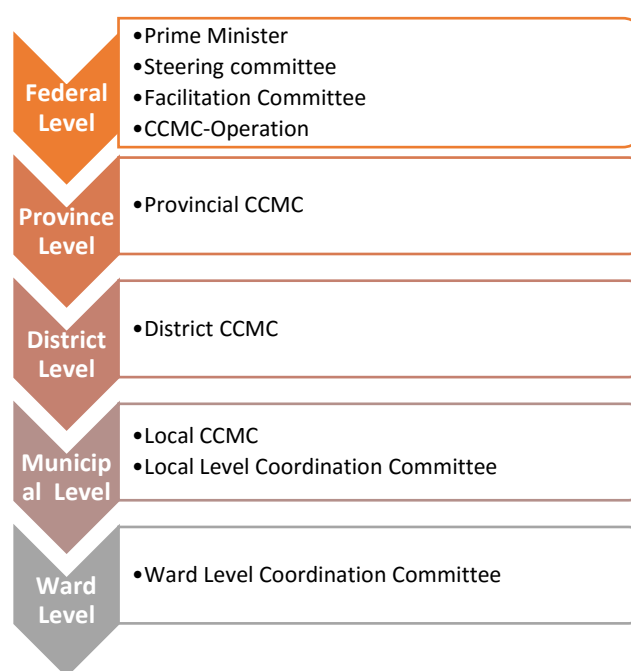 Federal
Level
•Prime Minister
•Steering committee
•Facilitation Committee
•CCMC-Operation
Province
Level
•Provincial CCMC
District
Level
•District CCMC
Municip
al Level
•Local CCMC
•Local Level Coordination Committee
Ward
Level
•Ward Level Coordination Committee